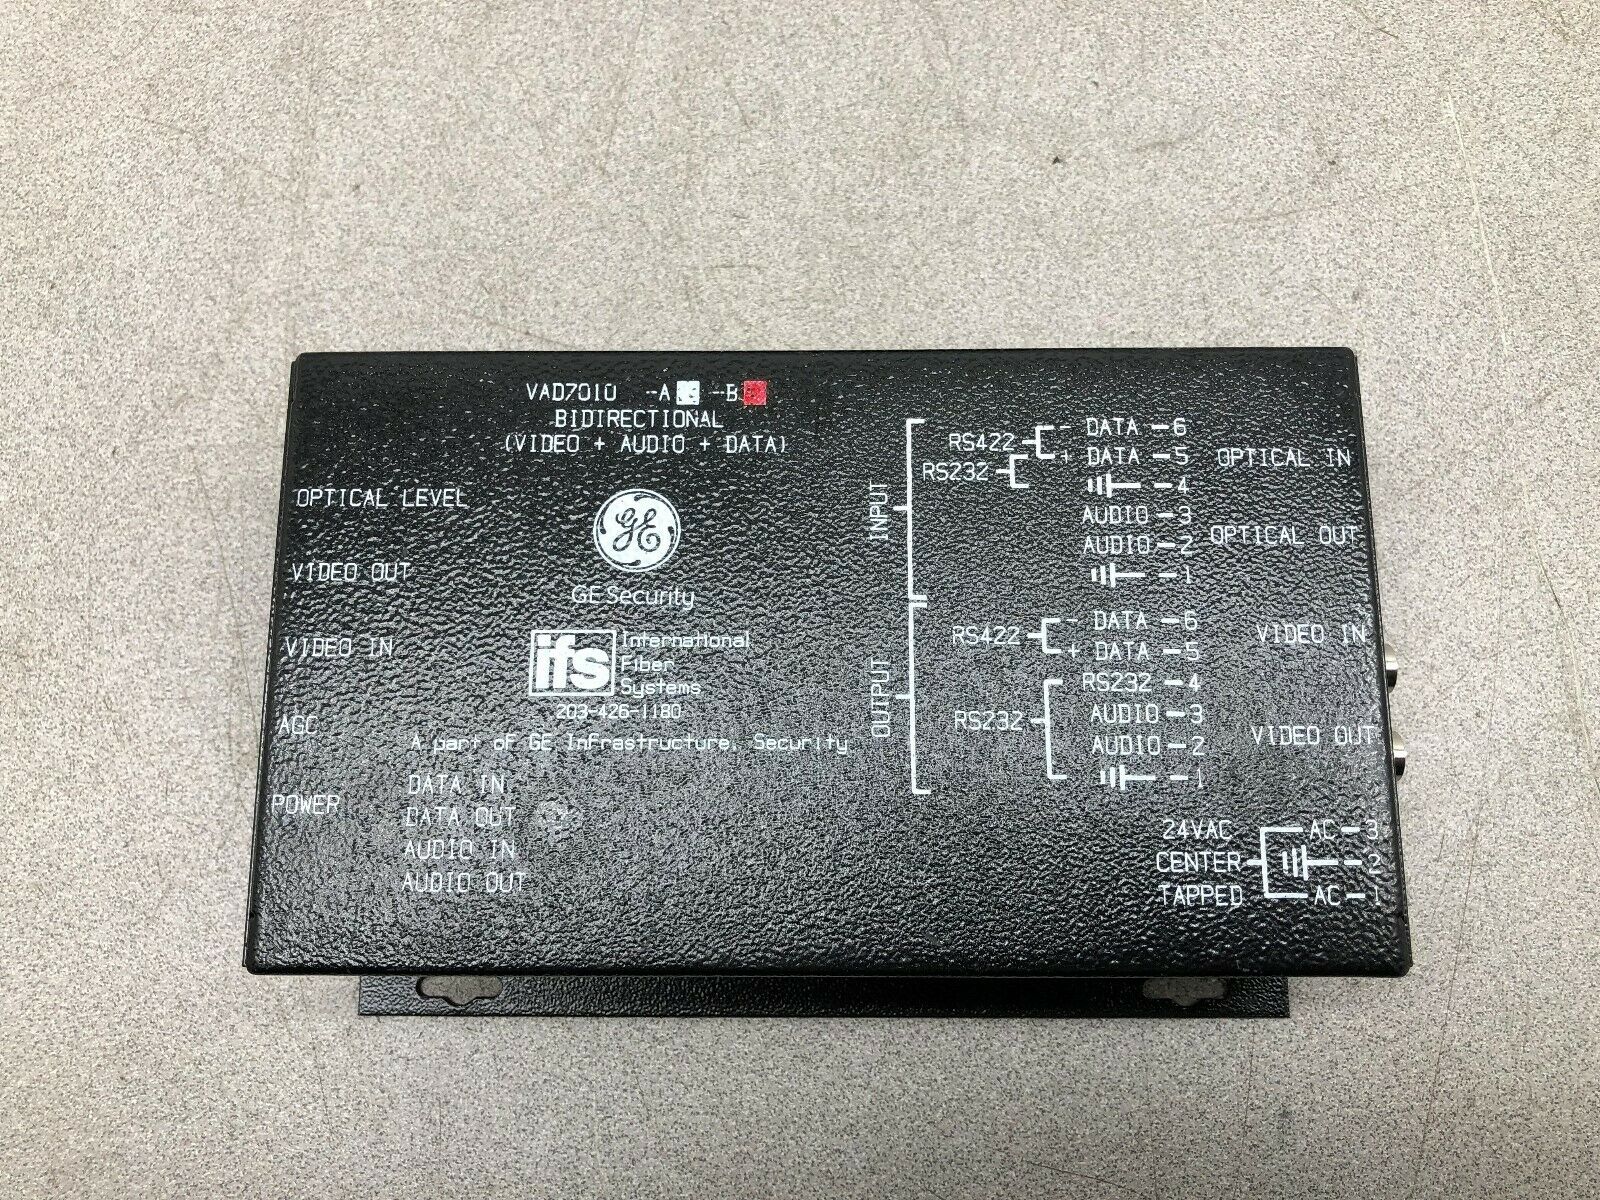 VAD7010 -A -B
BIDIRECTIONAL
(VIDEO + AUDIO + DATA)
OPTICAL LEVEL
VIDEO OUT
VIDEO IN
AGC
POWER
GE
GE Security
ifs International
Fiber
Systems
203-426-1180
A part of GE Infrastructure, Security
DATA IN
DATA OUT
AUDIO IN
AUDIO OUT
INPUT
RS422 - DATA - 6
RS232 + DATA - 5
- 4
AUDIO - 3
AUDIO - 2
- 1
OUTPUT
RS422 - DATA - 6
+ DATA - 5
RS232 - 4
RS232 AUDIO - 3
AUDIO - 2
- 1
OPTICAL IN
OPTICAL OUT
VIDEO IN
VIDEO OUT
24VAC AC - 3
CENTER - 2
TAPPED AC - 1